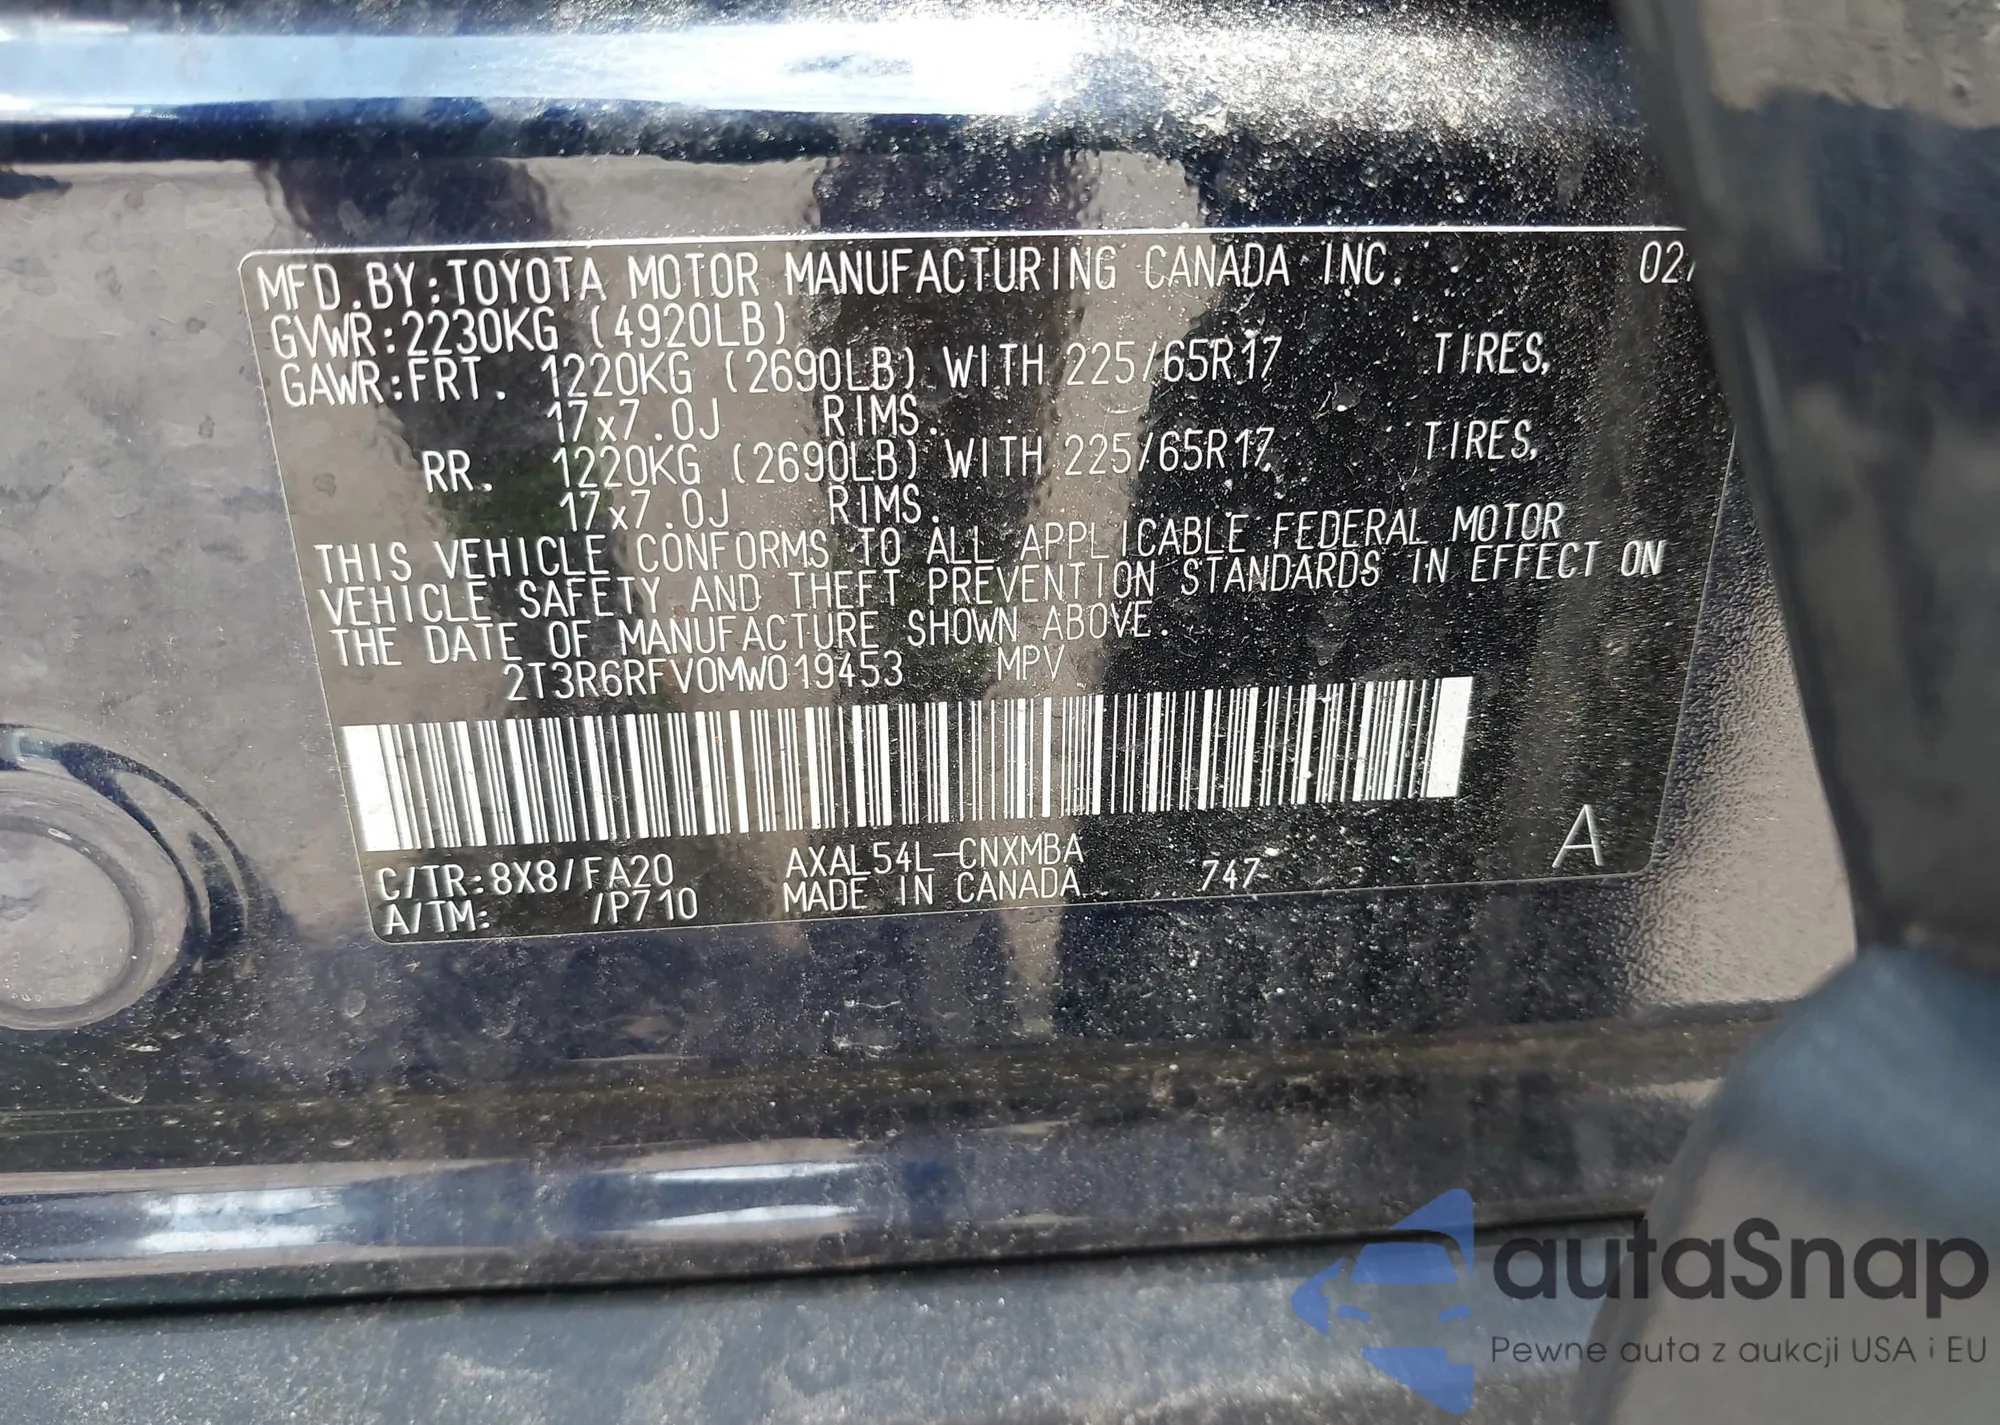 MFD.BY:TOYOTA MOTOR MANUFACTURING CANADA INC. 02/
GVWR:2230KG (4920LB)
GAWR:FRT. 1220KG (2690LB) WITH 225/65R17 TIRES,
17x7.0J RIMS.
RR. 1220KG (2690LB) WITH 225/65R17 TIRES,
17x7.0J RIMS.
THIS VEHICLE CONFORMS TO ALL APPLICABLE FEDERAL MOTOR
VEHICLE SAFETY AND THEFT PREVENTION STANDARDS IN EFFECT ON
THE DATE OF MANUFACTURE SHOWN ABOVE.
2T3R6RFV0MW019453 MPV
C/TR:8X8/FA20 AXAL54L-CNXMBA 747 A
A/TM: /P710 MADE IN CANADA
autaSnap
Pewne auta z aukcji USA i EU